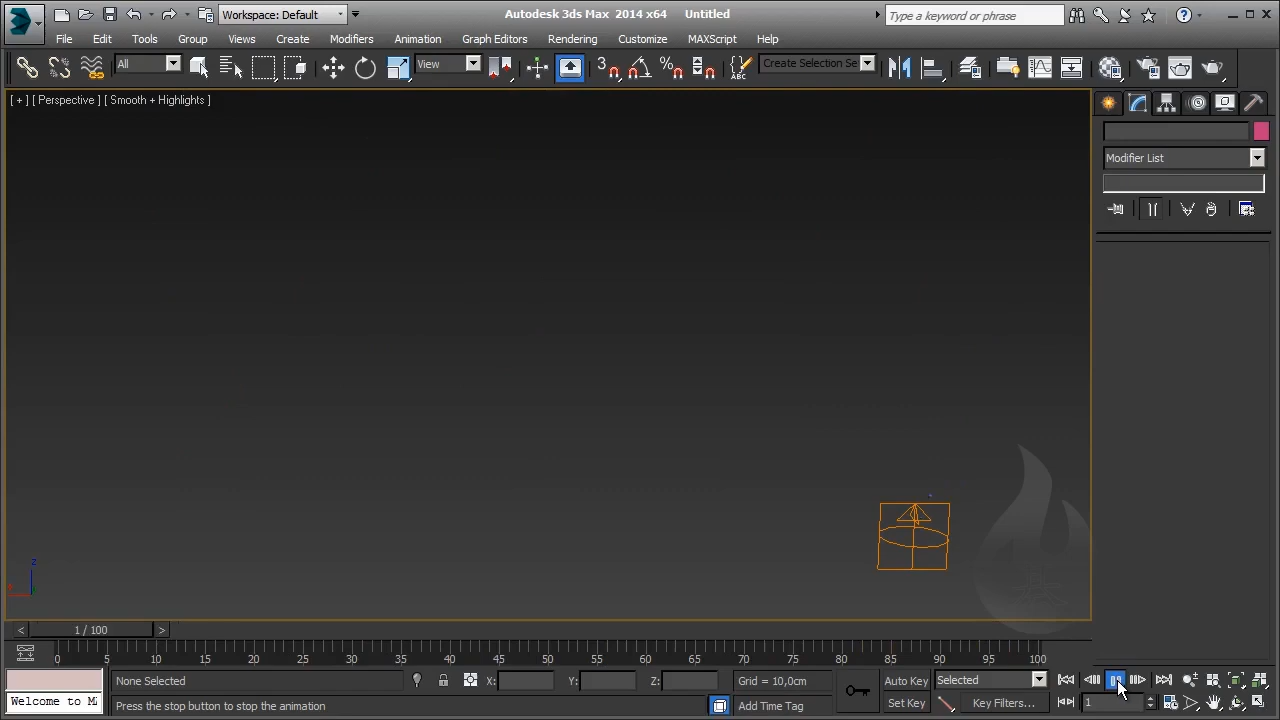 Workspace: Default
Autodesk 3ds Max 2014 x64 Untitled
Type a keyword or phrase
File Edit Tools Group Views Create Modifiers Animation Graph Editors Rendering Customize MAXScript Help
All View 3 ABC Create Selection Se
[ + ] [ Perspective ] [ Smooth + Highlights ]
Modifier List
z
< 1 / 100 >
0 5 10 15 20 25 30 35 40 45 50 55 60 65 70 75 80 85 90 95 100
None Selected X: Y: Z: Grid = 10,0cm Auto Key Selected
Welcome to M
Press the stop button to stop the animation Add Time Tag Set Key Key Filters... 1